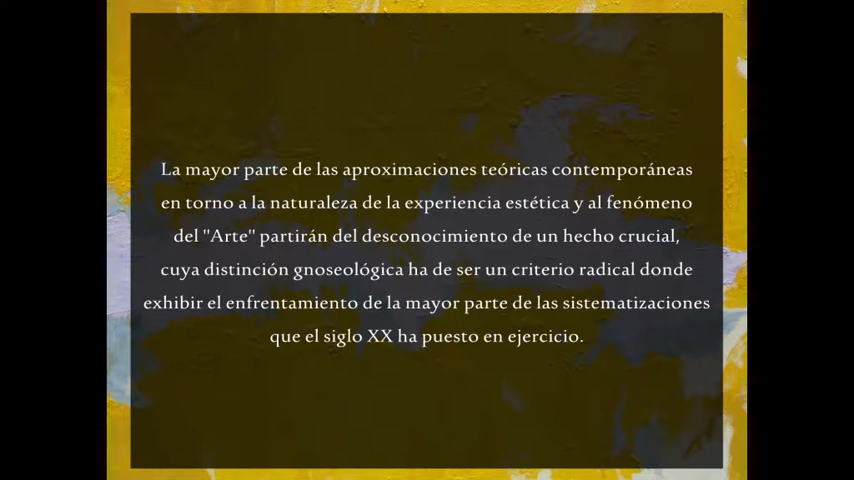 La mayor parte de las aproximaciones teóricas contemporáneas
en torno a la naturaleza de la experiencia estética y al fenómeno
del "Arte" partirán del desconocimiento de un hecho crucial,
cuya distinción gnoseológica ha de ser un criterio radical donde
exhibir el enfrentamiento de la mayor parte de las sistematizaciones
que el siglo XX ha puesto en ejercicio.